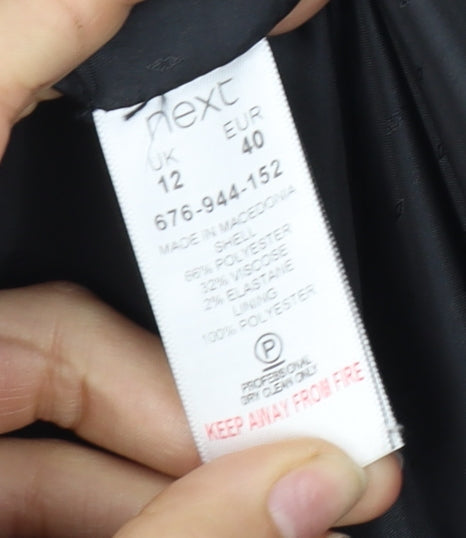 next
UK EUR
12 40
676-944-152
MADE IN MACEDONIA
SHELL
66% POLYESTER
32% VISCOSE
2% ELASTANE
LINING
100% POLYESTER
P
PROFESSIONAL
DRY CLEAN ONLY
KEEP AWAY FROM FIRE